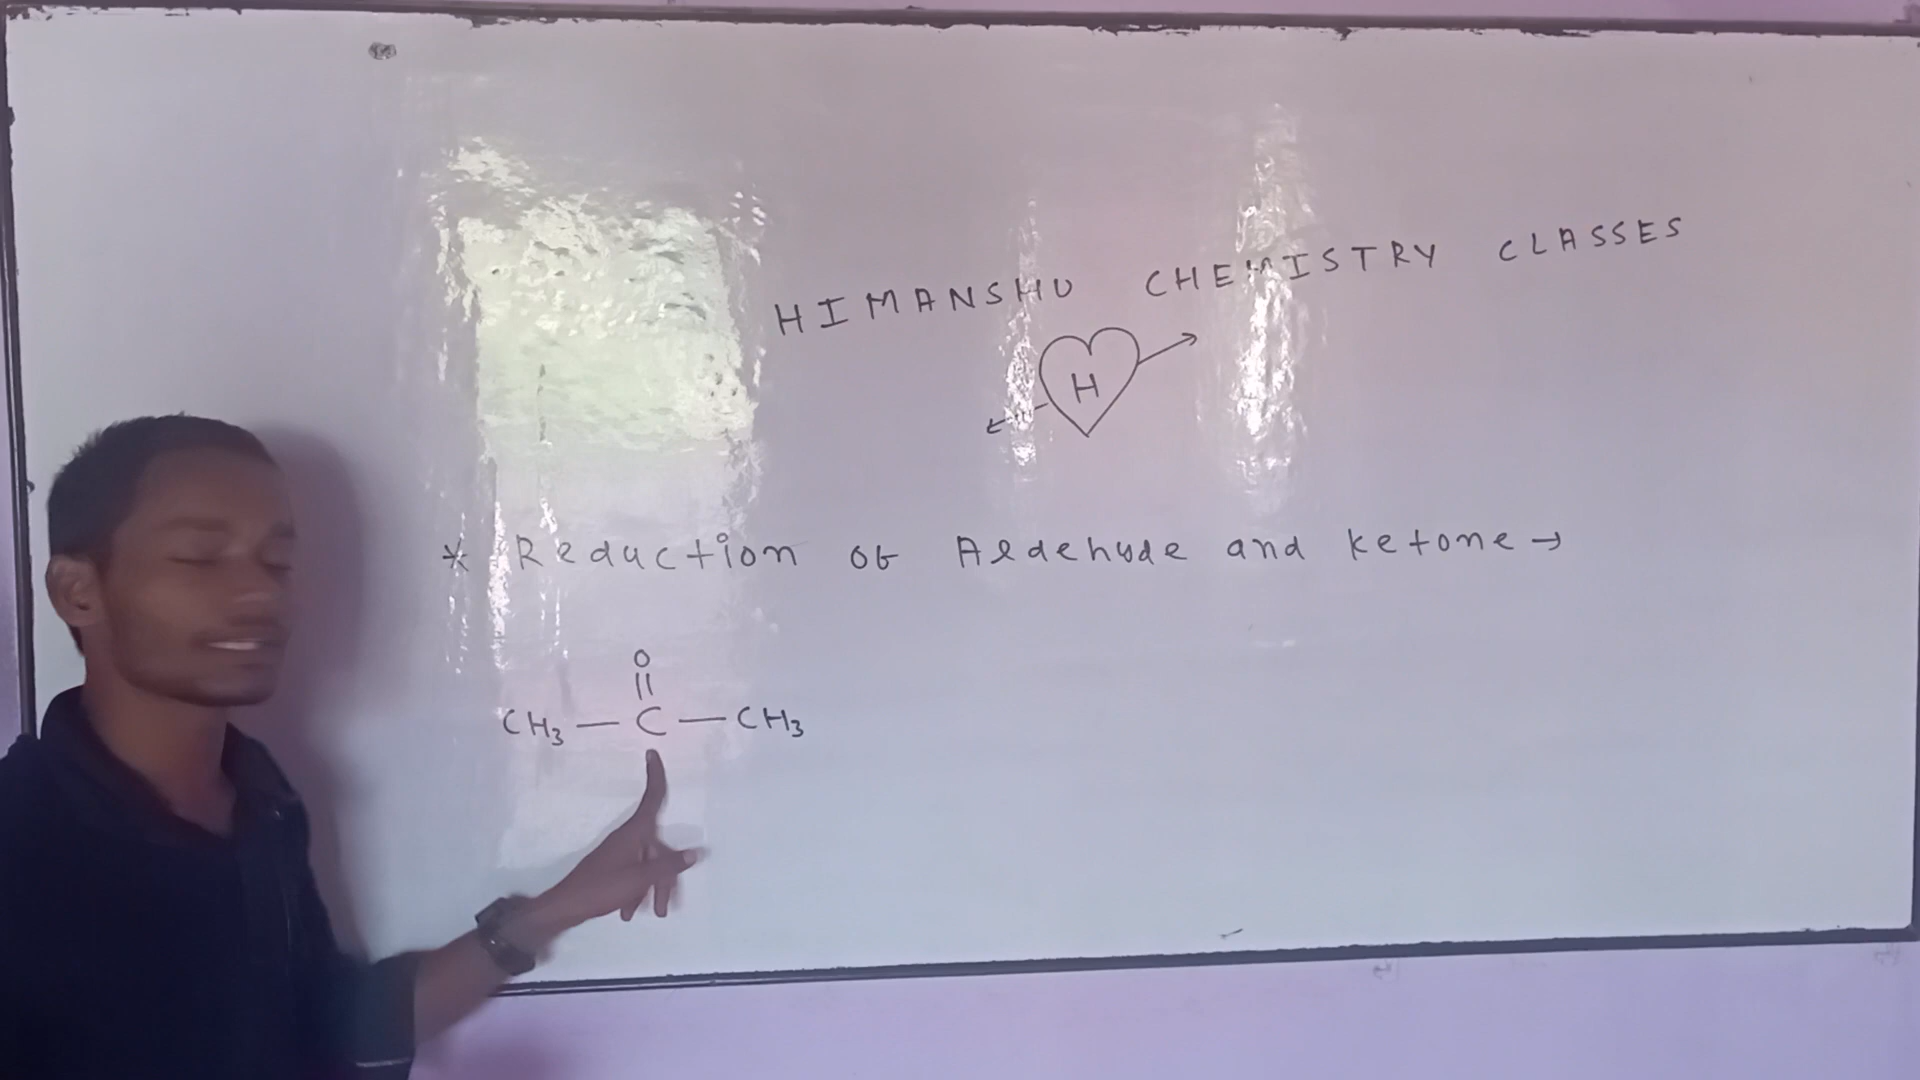 HIMANSHU CHEMISTRY CLASSES
H
* Reduction of Aldehyde and ketone →
O
||
CH₃ — C — CH₃